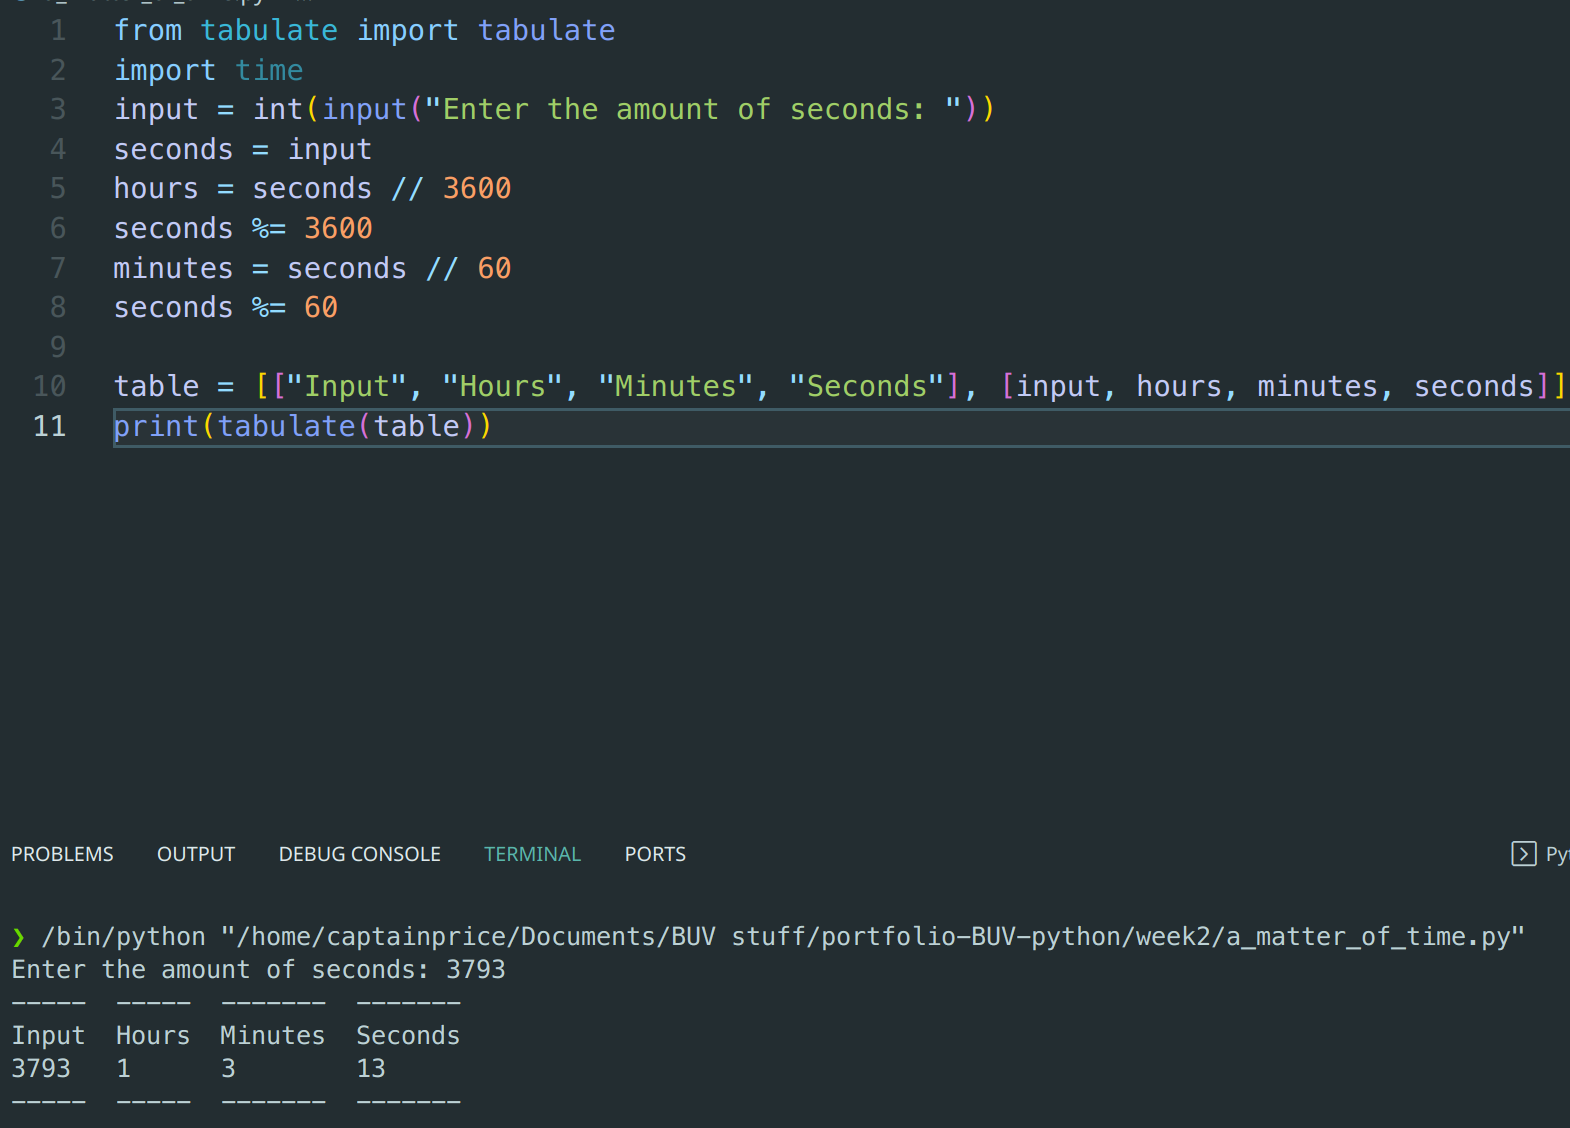 1 from tabulate import tabulate
2 import time
3 input = int(input("Enter the amount of seconds: "))
4 seconds = input
5 hours = seconds // 3600
6 seconds %= 3600
7 minutes = seconds // 60
8 seconds %= 60
9
10 table = [["Input", "Hours", "Minutes", "Seconds"], [input, hours, minutes, seconds]]
11 print(tabulate(table))
PROBLEMS OUTPUT DEBUG CONSOLE TERMINAL PORTS
❯ /bin/python "/home/captainprice/Documents/BUV stuff/portfolio-BUV-python/week2/a_matter_of_time.py"
Enter the amount of seconds: 3793
-----  -----  -------  -------
Input  Hours  Minutes  Seconds
3793   1      3        13
-----  -----  -------  -------